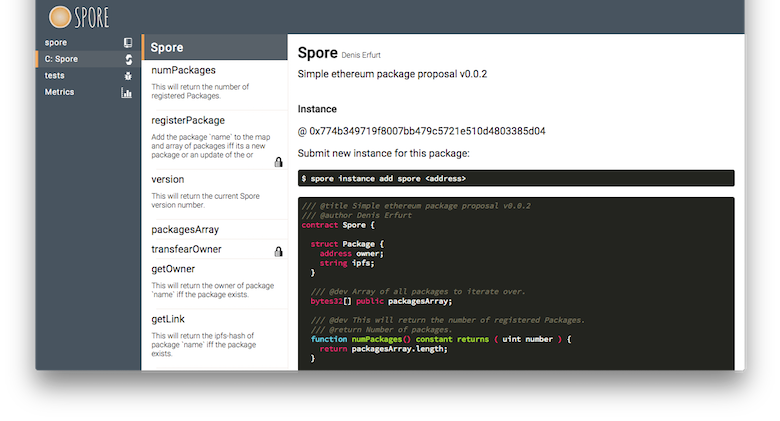 SPORE
spore
C: Spore
tests
Metrics
Spore
numPackages
This will return the number of
registered Packages.
registerPackage
Add the package `name` to the map
and array of packages iff its a new
package or an update of the or
version
This will return the current Spore
version number.
packagesArray
transfearOwner
getOwner
This will return the owner of package
`name` iff the package exists.
getLink
This will return the ipfs-hash of
package `name` iff the package
exists.
Spore Denis Erfurt
Simple ethereum package proposal v0.0.2
Instance
@ 0x774b349719f8007bb479c5721e510d4803385d04
Submit new instance for this package:
$ spore instance add spore <address>
/// @title Simple ethereum package proposal v0.0.2
/// @author Denis Erfurt
contract Spore {
struct Package {
address owner;
string ipfs;
}
/// @dev Array of all packages to iterate over.
bytes32[] public packagesArray;
/// @dev This will return the number of registered Packages.
/// @return Number of packages.
function numPackages() constant returns ( uint number ) {
return packagesArray.length;
}